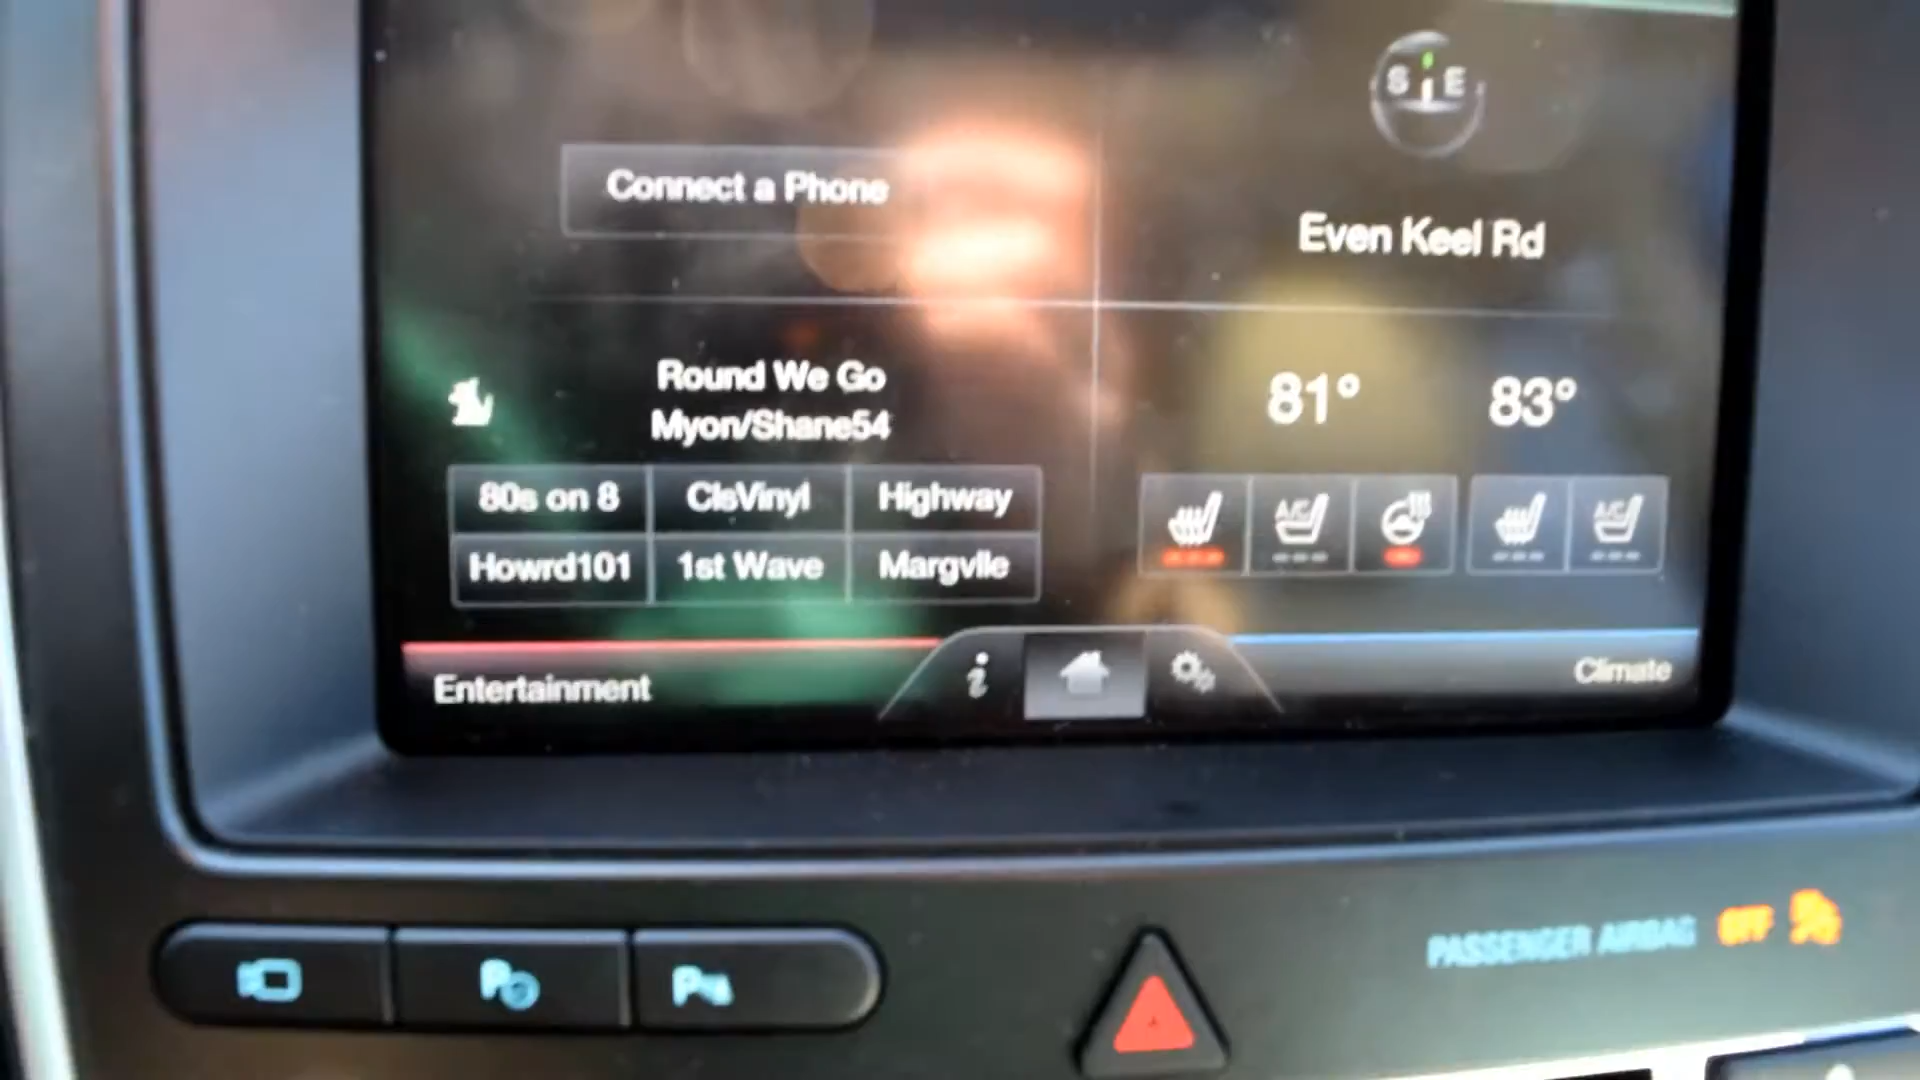 S E
Connect a Phone
Even Keel Rd
Round We Go
Myon/Shane54
81° 83°
80s on 8 ClsVinyl Highway
Howrd101 1st Wave Margvlle
A/C A/C
Entertainment i Climate
PASSENGER AIRBAG OFF
P P